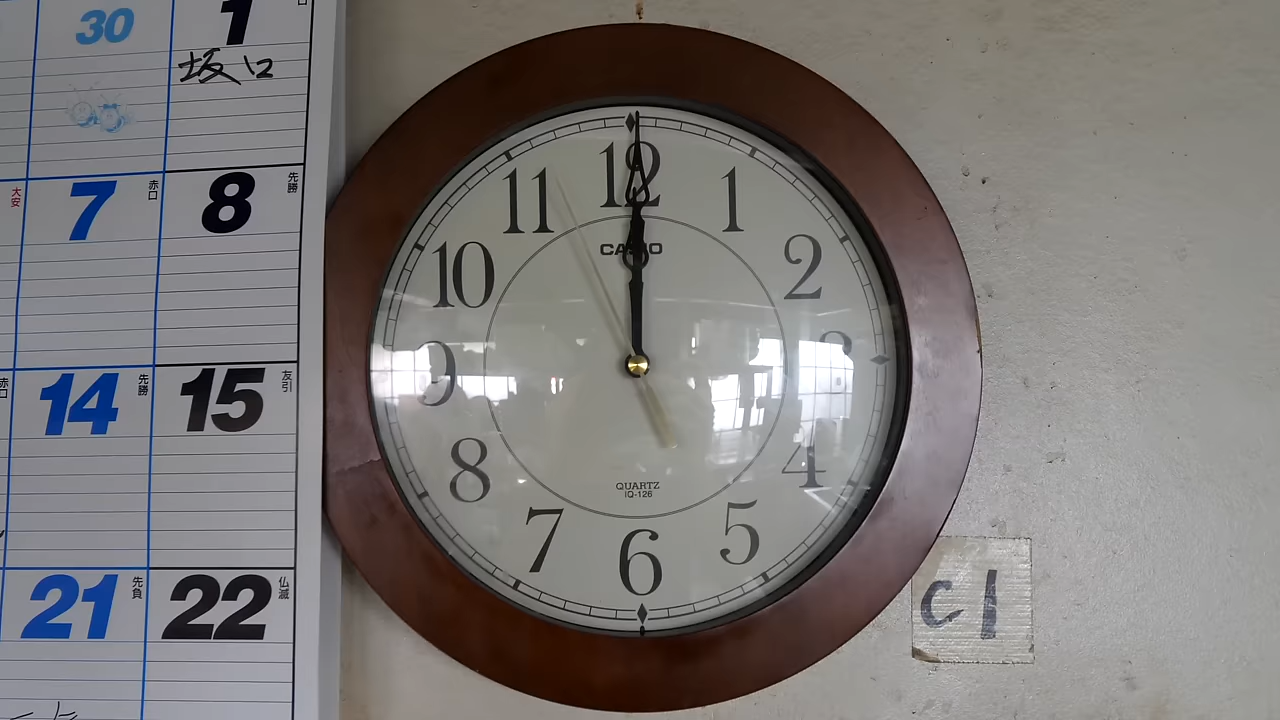 30 1
坂口
大安 7 赤口 8 先勝
赤口 14 先勝 15 友引
21 先負 22 仏滅
12
11 1
CASIO
10 2
9 3
8 4
QUARTZ
IQ-126
7 5
6
C1